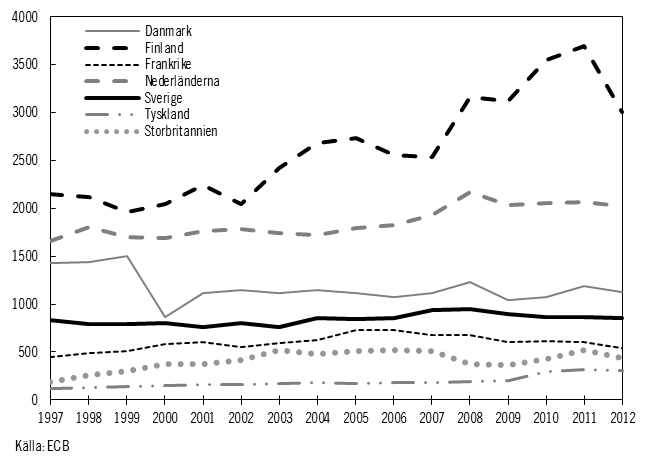 4000
3500
3000
2500
2000
1500
1000
500
0
Danmark
Finland
Frankrike
Nederländerna
Sverige
Tyskland
Storbritannien
1997 1998 1999 2000 2001 2002 2003 2004 2005 2006 2007 2008 2009 2010 2011 2012
Källa: ECB